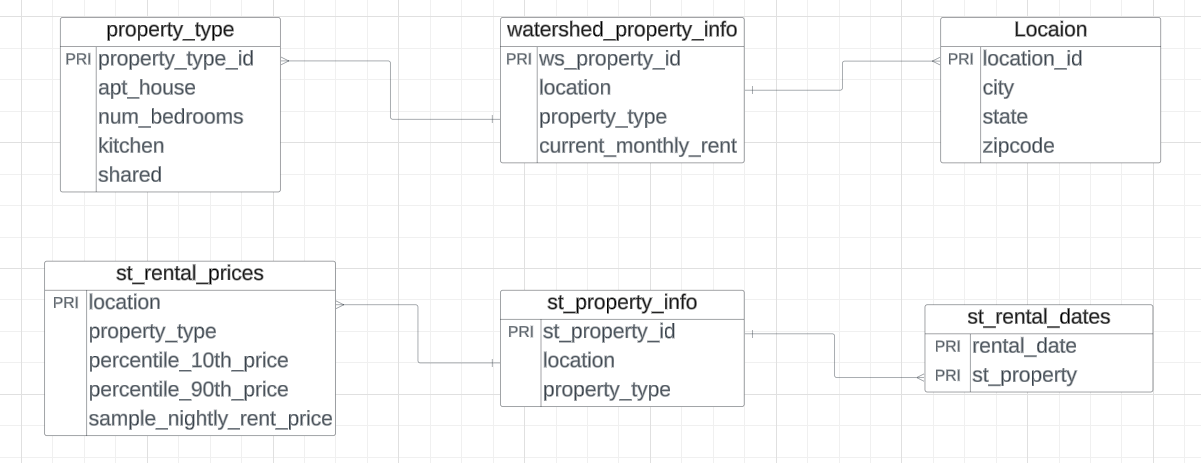 property_type
PRI property_type_id
apt_house
num_bedrooms
kitchen
shared
watershed_property_info
PRI ws_property_id
location
property_type
current_monthly_rent
Locaion
PRI location_id
city
state
zipcode
st_rental_prices
PRI location
property_type
percentile_10th_price
percentile_90th_price
sample_nightly_rent_price
st_property_info
PRI st_property_id
location
property_type
st_rental_dates
PRI rental_date
PRI st_property